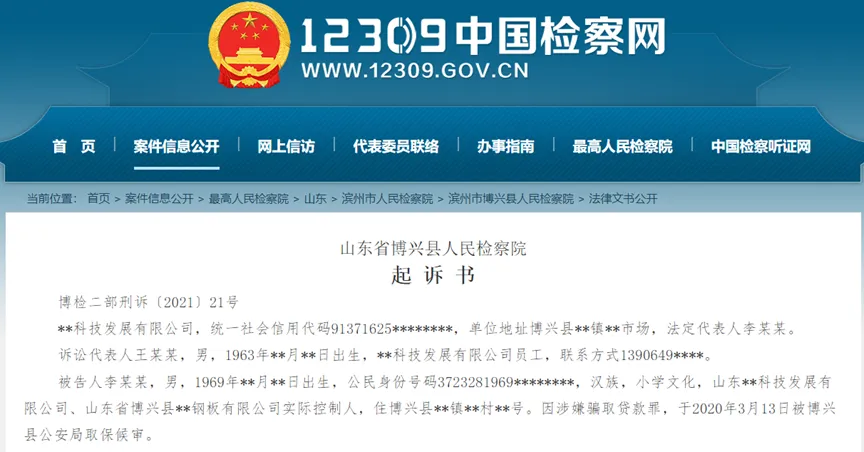 12309中国检察网
WWW.12309.GOV.CN
首 页 案件信息公开 网上信访 代表委员联络 办事指南 最高人民检察院 中国检察听证网
当前位置: 首页 > 案件信息公开 > 最高人民检察院 > 山东 > 滨州市人民检察院 > 滨州市博兴县人民检察院 > 法律文书公开
山东省博兴县人民检察院
起 诉 书
博检二部刑诉〔2021〕21号
**科技发展有限公司，统一社会信用代码91371625********，单位地址博兴县**镇**市场，法定代表人李某某。
诉讼代表人王某某，男，1963年**月**日出生，**科技发展有限公司员工，联系方式1390649****。
被告人李某某，男，1969年**月**日出生，公民身份号码3723281969********，汉族，小学文化，山东**科技发展有
限公司、山东省博兴县**钢板有限公司实际控制人，住博兴县**镇**村**号。因涉嫌骗取贷款罪，于2020年3月13日被博兴
县公安局取保候审。